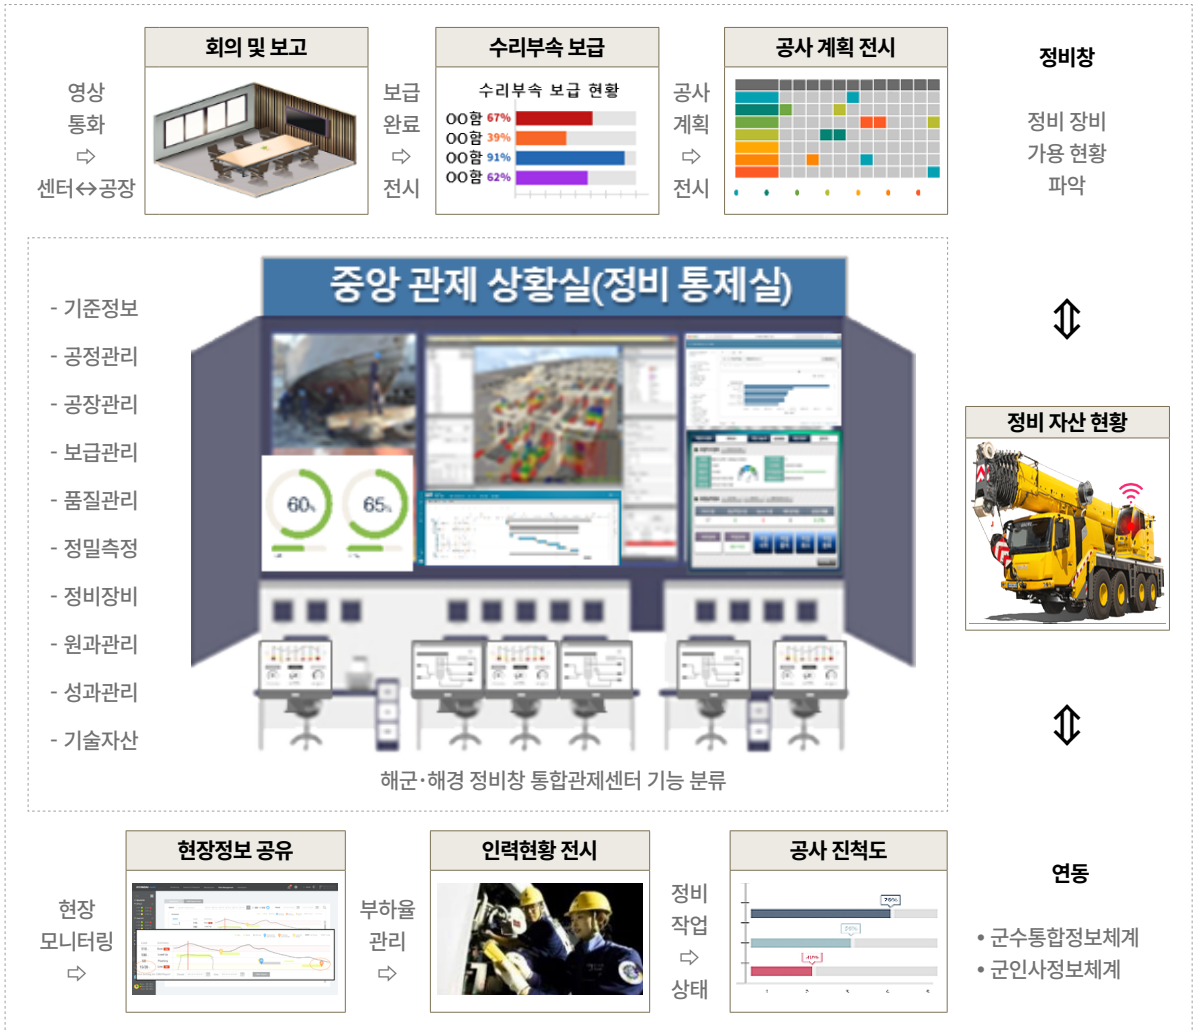 회의 및 보고
수리부속 보급
공사 계획 전시
정비창
영상
통화
⇨
센터↔공장
보급
완료
⇨
전시
수리부속 보급 현황
OO함 67%
OO함 39%
OO함 91%
OO함 62%
공사
계획
⇨
전시
정비 장비
가용 현황
파악
중앙 관제 상황실(정비 통제실)
- 기준정보
- 공정관리
- 공장관리
- 보급관리
- 품질관리
- 정밀측정
- 정비장비
- 원과관리
- 성과관리
- 기술자산
60%
65%
해군·해경 정비창 통합관제센터 기능 분류
⇕
정비 자산 현황
⇕
현장정보 공유
인력현황 전시
공사 진척도
연동
현장
모니터링
⇨
부하율
관리
⇨
정비
작업
⇨
상태
• 군수통합정보체계
• 군인사정보체계